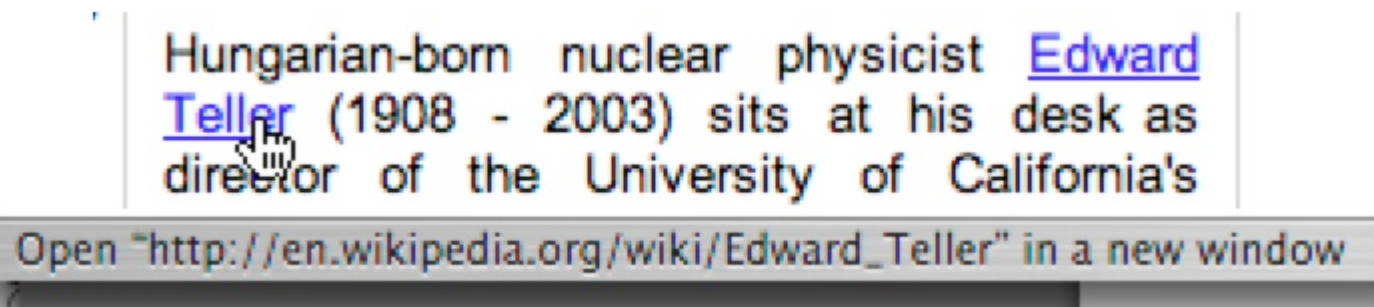 Hungarian-born nuclear physicist Edward
Teller (1908 - 2003) sits at his desk as
director of the University of California's
Open "http://en.wikipedia.org/wiki/Edward_Teller" in a new window